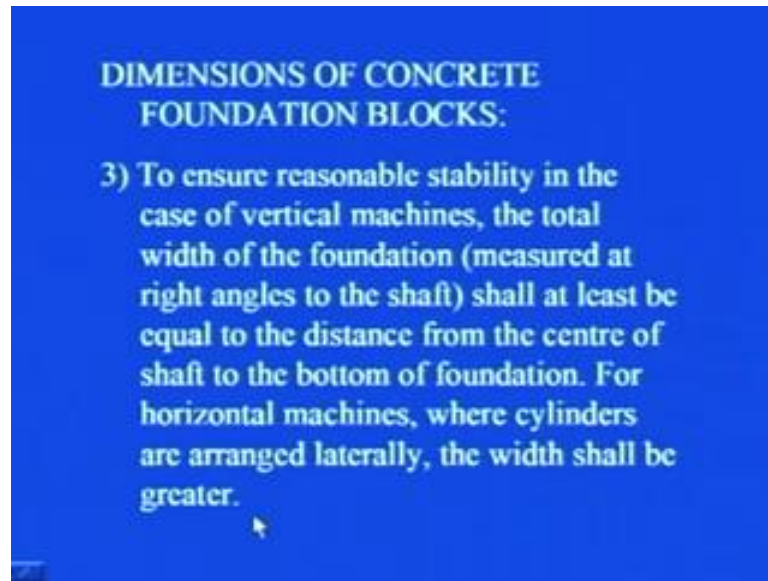 DIMENSIONS OF CONCRETE
FOUNDATION BLOCKS:
3) To ensure reasonable stability in the
case of vertical machines, the total
width of the foundation (measured at
right angles to the shaft) shall at least be
equal to the distance from the centre of
shaft to the bottom of foundation. For
horizontal machines, where cylinders
are arranged laterally, the width shall be
greater.